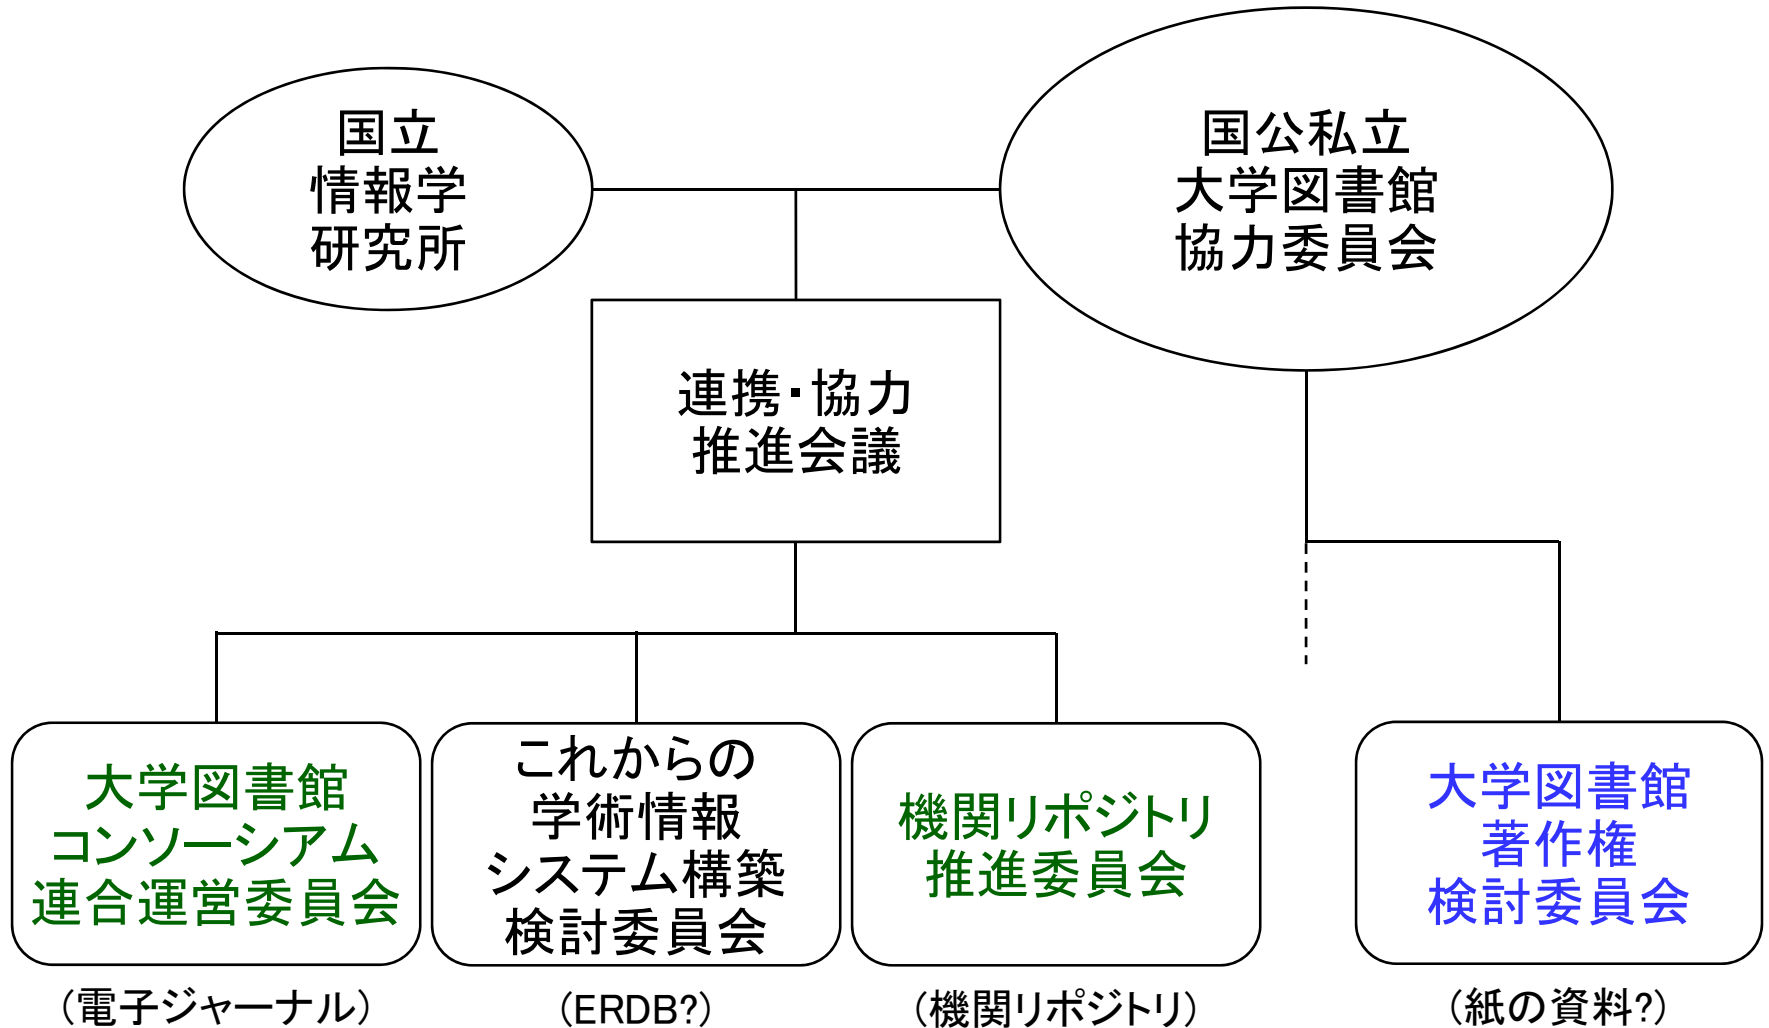 国立
情報学
研究所
国公私立
大学図書館
協力委員会
連携・協力
推進会議
大学図書館
コンソーシアム
連合運営委員会
(電子ジャーナル)
これからの
学術情報
システム構築
検討委員会
(ERDB?)
機関リポジトリ
推進委員会
(機関リポジトリ)
大学図書館
著作権
検討委員会
(紙の資料?)